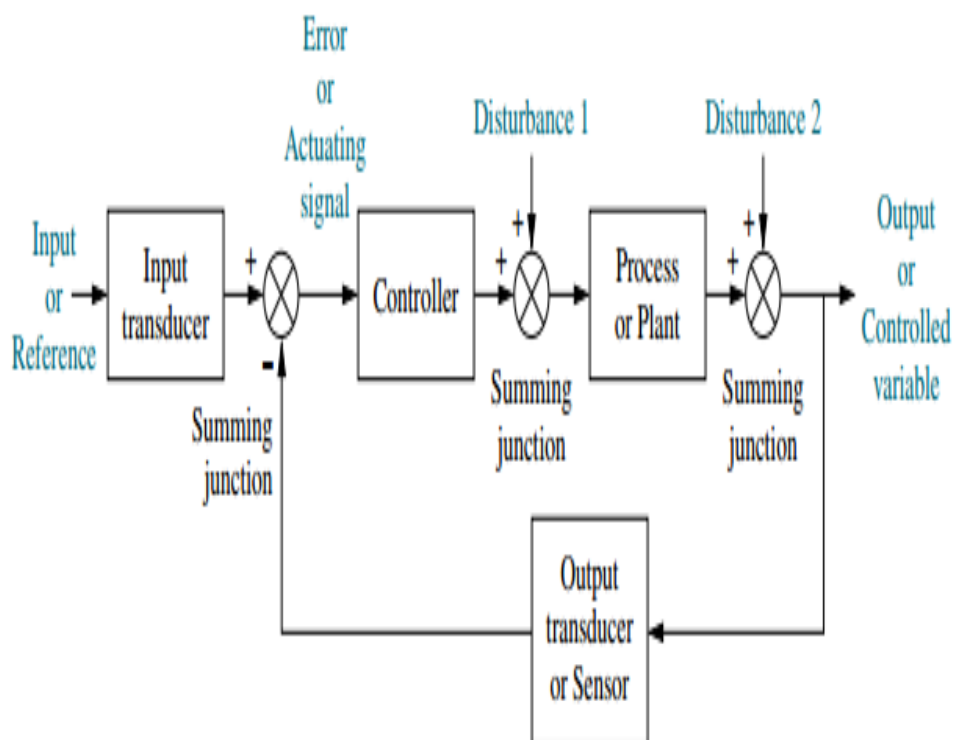 Error
or
Actuating
signal
Disturbance 1
Disturbance 2
Input
or
Reference
Input
transducer
+
-
Summing
junction
Controller
+
+
Summing
junction
Process
or Plant
+
+
Summing
junction
Output
or
Controlled
variable
Output
transducer
or Sensor